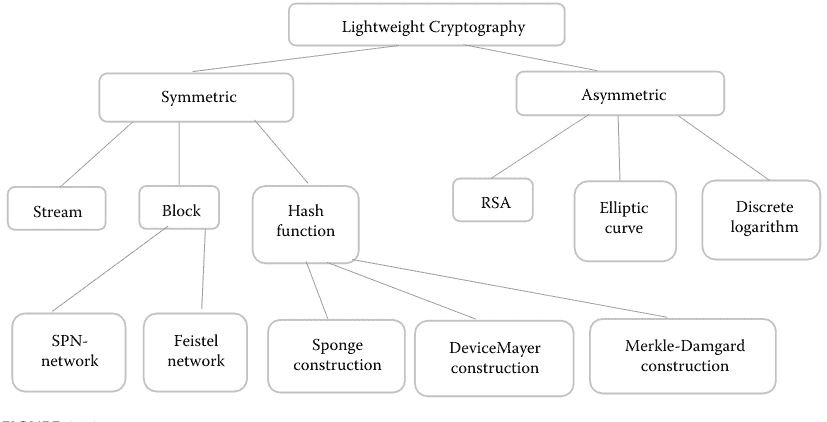 Lightweight Cryptography
Symmetric
Asymmetric
Stream
Block
Hash
function
RSA
Elliptic
curve
Discrete
logarithm
SPN-
network
Feistel
network
Sponge
construction
DeviceMayer
construction
Merkle-Damgard
construction